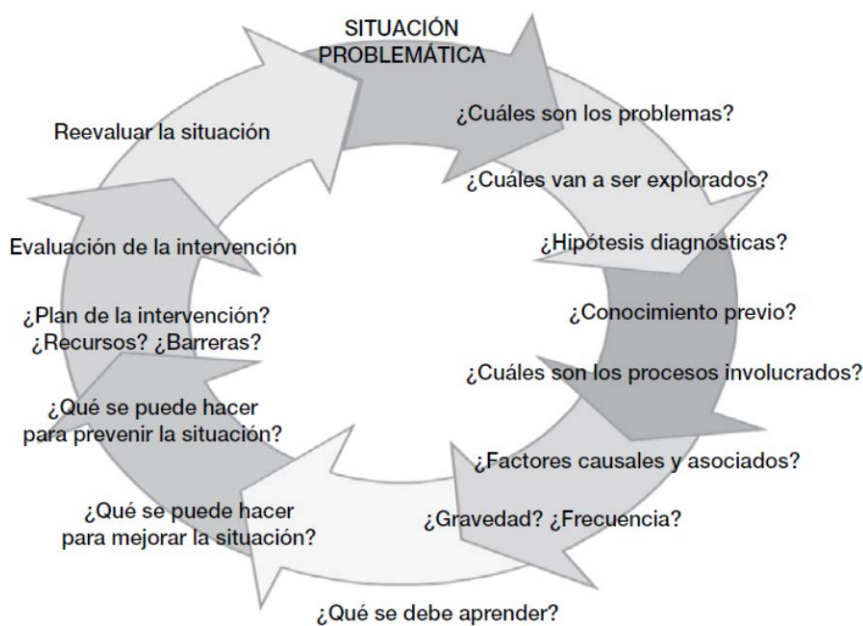 SITUACIÓN
PROBLEMÁTICA
¿Cuáles son los problemas?
¿Cuáles van a ser explorados?
¿Hipótesis diagnósticas?
¿Conocimiento previo?
¿Cuáles son los procesos involucrados?
¿Factores causales y asociados?
¿Gravedad? ¿Frecuencia?
¿Qué se debe aprender?
¿Qué se puede hacer
para mejorar la situación?
¿Qué se puede hacer
para prevenir la situación?
¿Plan de la intervención?
¿Recursos? ¿Barreras?
Evaluación de la intervención
Reevaluar la situación